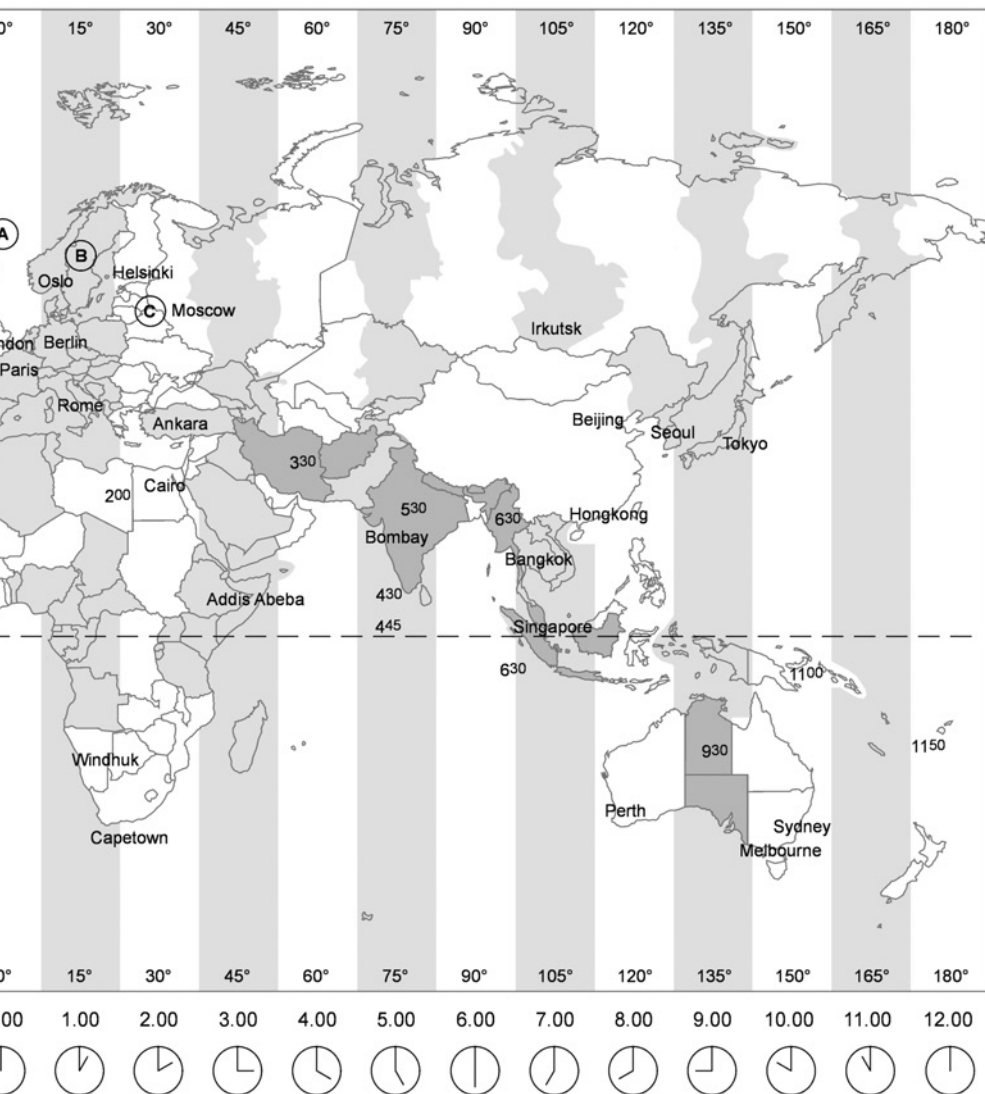 0° 15° 30° 45° 60° 75° 90° 105° 120° 135° 150° 165° 180°
A
B
Oslo
Helsinki
C
Moscow
Irkutsk
ndon
Berlin
Paris
Rome
Ankara
Beijing
Seoul
Tokyo
330
200
Cairo
530
630
Hongkong
Bombay
Bangkok
430
Addis Abeba
445
Singapore
630
1100
930
1150
Windhuk
Perth
Sydney
Capetown
Melbourne
0° 15° 30° 45° 60° 75° 90° 105° 120° 135° 150° 165° 180°
00 1.00 2.00 3.00 4.00 5.00 6.00 7.00 8.00 9.00 10.00 11.00 12.00